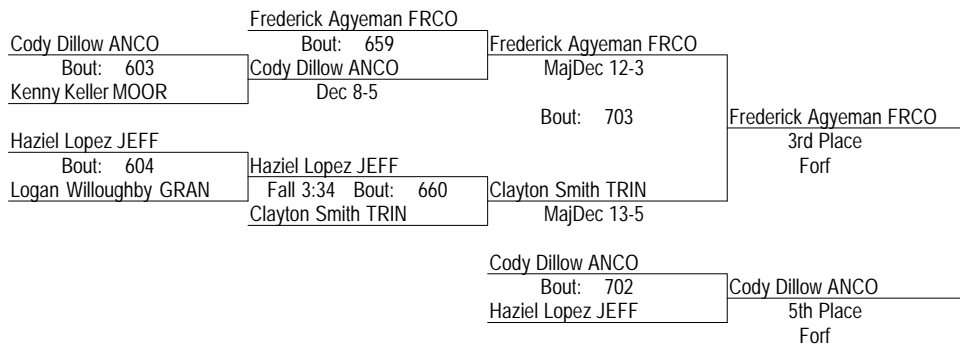 Frederick Agyeman FRCO
Cody Dillow ANCO
Bout: 659
Frederick Agyeman FRCO
Bout: 603
Cody Dillow ANCO
MajDec 12-3
Kenny Keller MOOR
Dec 8-5
Bout: 703
Frederick Agyeman FRCO
Haziel Lopez JEFF
3rd Place
Bout: 604
Haziel Lopez JEFF
Forf
Logan Willoughby GRAN
Fall 3:34 Bout: 660
Clayton Smith TRIN
Clayton Smith TRIN
MajDec 13-5
Cody Dillow ANCO
Bout: 702
Cody Dillow ANCO
Haziel Lopez JEFF
5th Place
Forf